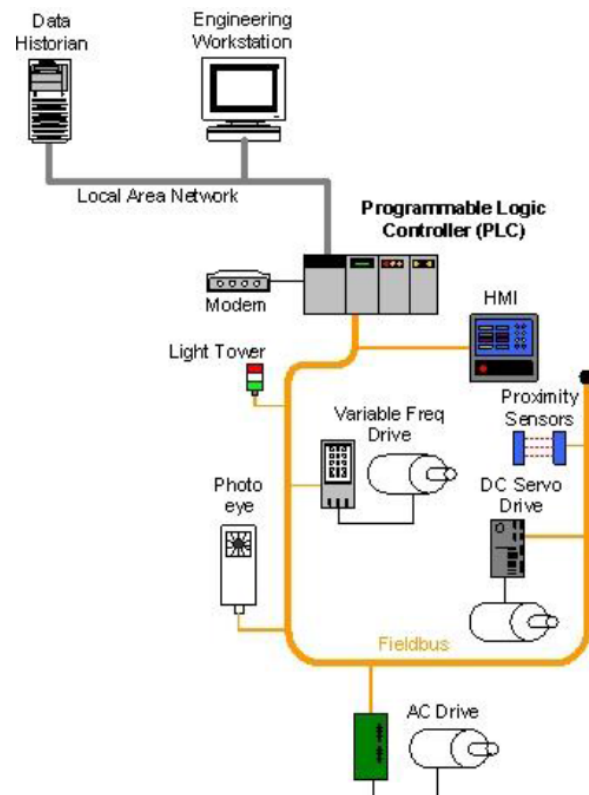 Data
Historian
Engineering
Workstation
Local Area Network
Programmable Logic
Controller (PLC)
Modem
HMI
Light Tower
Proximity
Sensors
Variable Freq
Drive
DC Servo
Drive
Photo
eye
Fieldbus
AC Drive